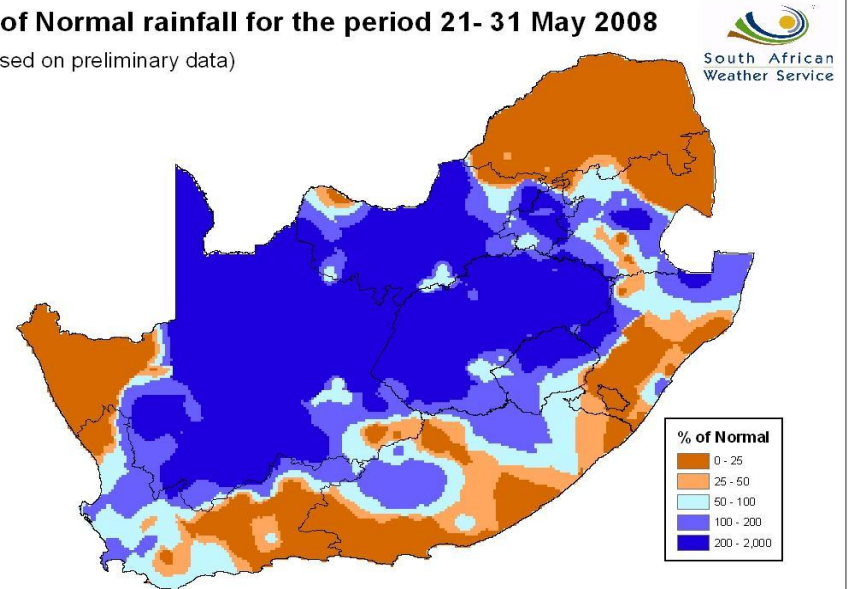 of Normal rainfall for the period 21- 31 May 2008
sed on preliminary data)
South African
Weather Service
% of Normal
0 - 25
25 - 50
50 - 100
100 - 200
200 - 2,000